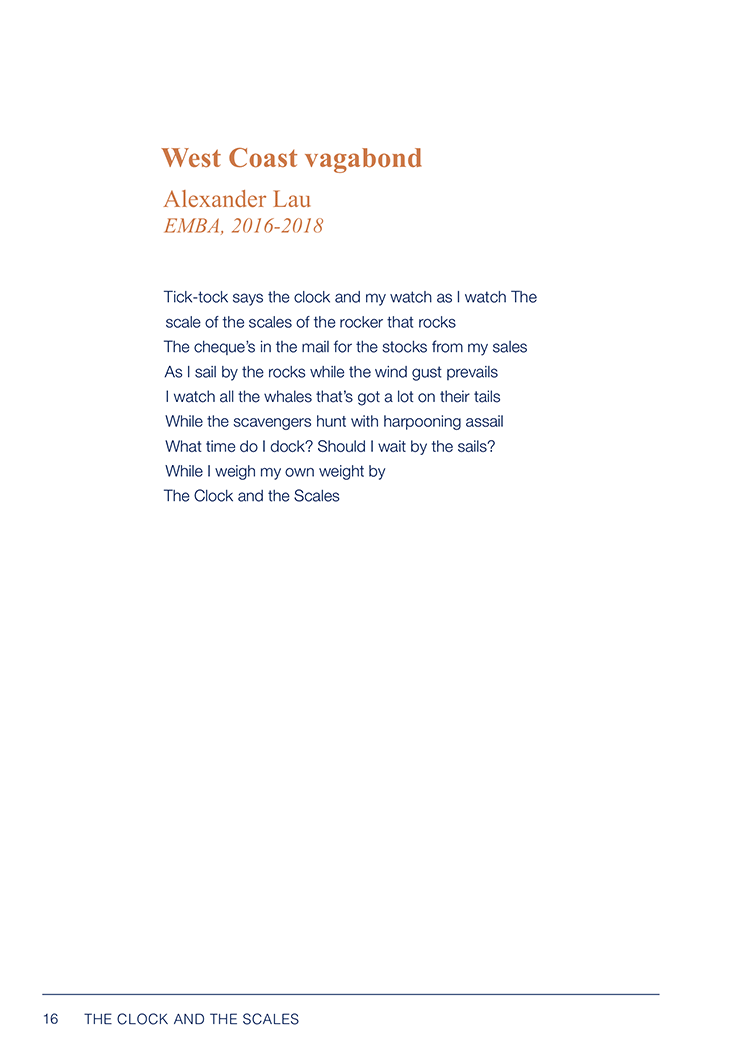 West Coast vagabond
Alexander Lau
EMBA, 2016-2018
Tick-tock says the clock and my watch as I watch The
scale of the scales of the rocker that rocks
The cheque’s in the mail for the stocks from my sales
As I sail by the rocks while the wind gust prevails
I watch all the whales that’s got a lot on their tails
While the scavengers hunt with harpooning assail
What time do I dock? Should I wait by the sails?
While I weigh my own weight by
The Clock and the Scales
16 THE CLOCK AND THE SCALES